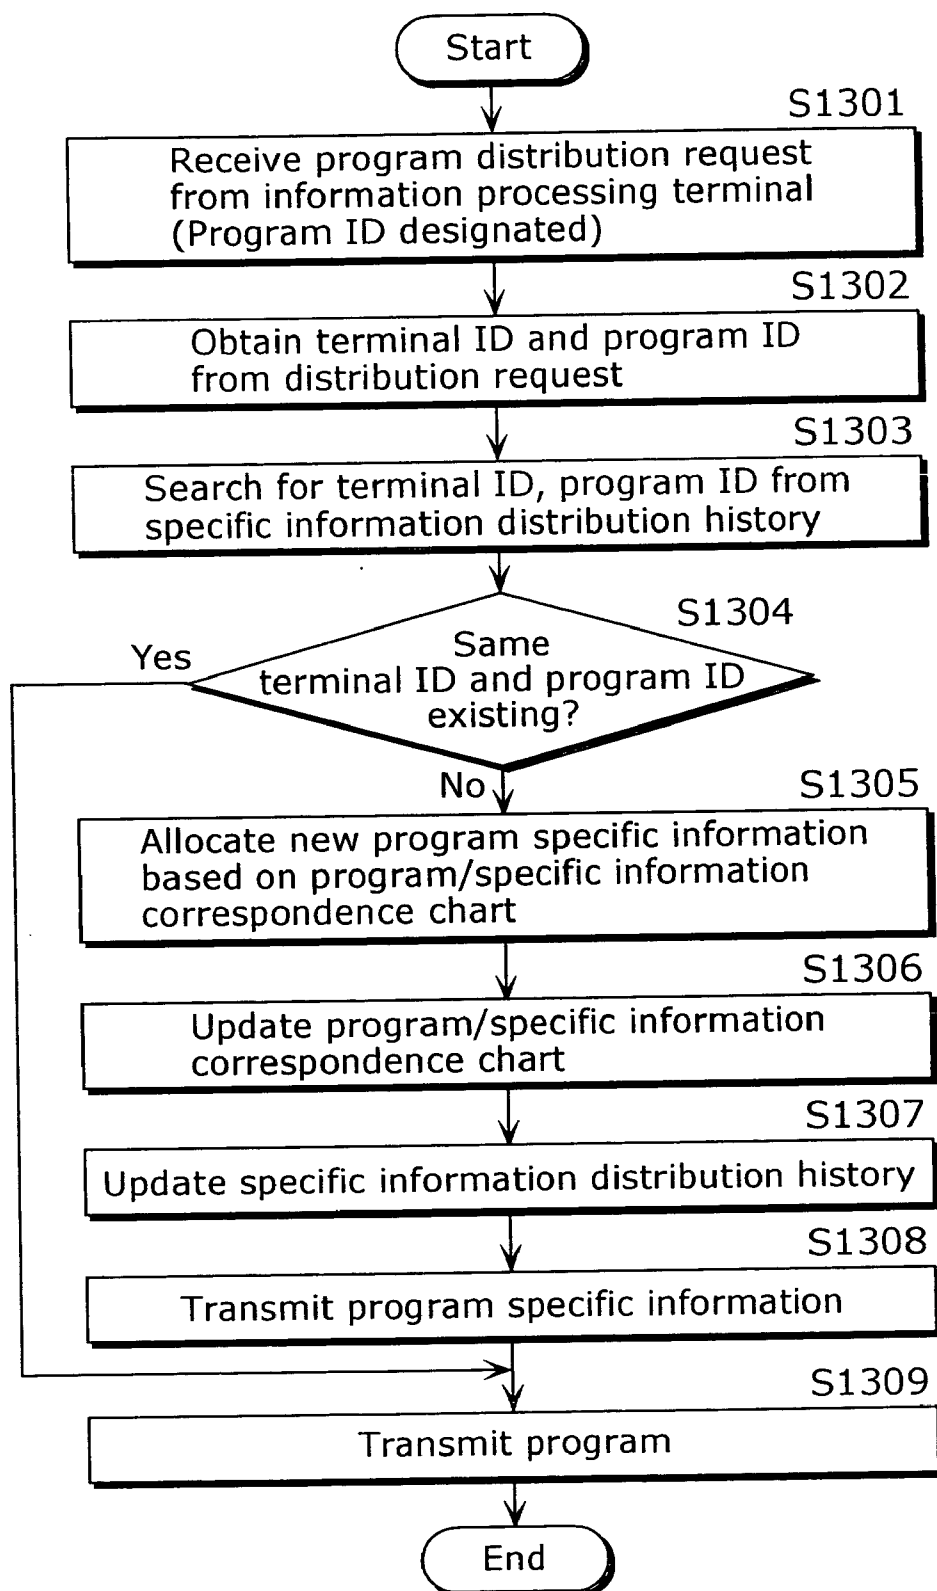 Start
S1301
Receive program distribution request
from information processing terminal
(Program ID designated)
S1302
Obtain terminal ID and program ID
from distribution request
S1303
Search for terminal ID, program ID from
specific information distribution history
S1304
Yes
Same
terminal ID and program ID
existing?
No
S1305
Allocate new program specific information
based on program/specific information
correspondence chart
S1306
Update program/specific information
correspondence chart
S1307
Update specific information distribution history
S1308
Transmit program specific information
S1309
Transmit program
End